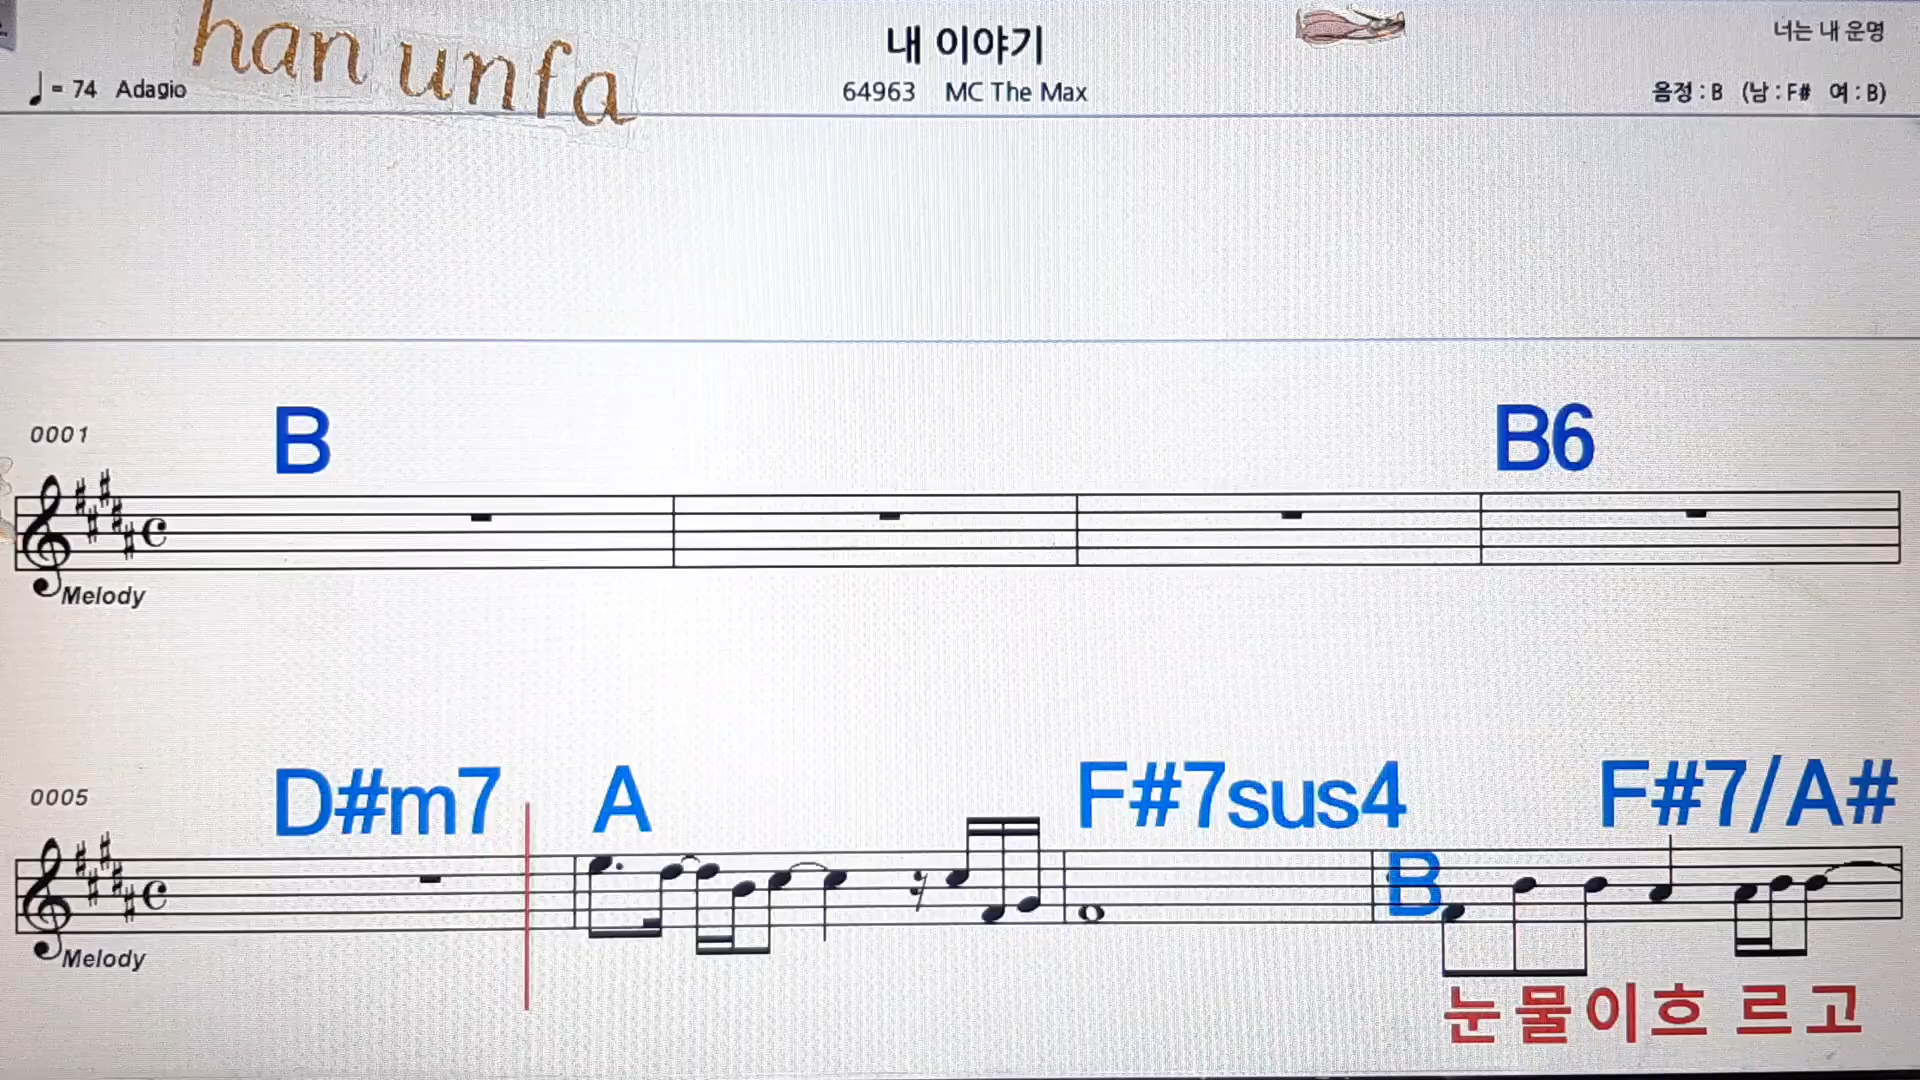 han unfa
내 이야기
너는 내 운명
♩= 74 Adagio
64963 MC The Max
음정 : B (남 : F# 여 : B)
0001
B B6
Melody
0005
D#m7 A F#7sus4 B F#7/A#
Melody
눈물이흐 르고